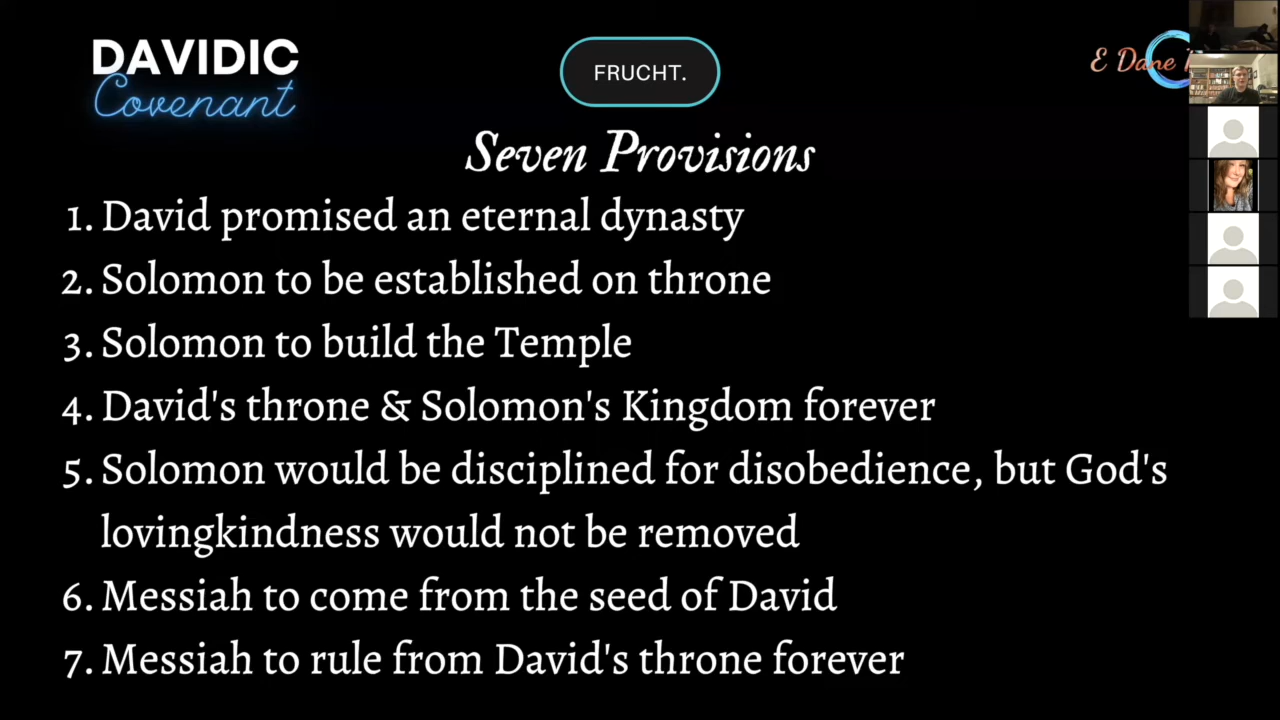 DAVIDIC
Covenant
FRUCHT.
E Dane
Seven Provisions
1. David promised an eternal dynasty
2. Solomon to be established on throne
3. Solomon to build the Temple
4. David's throne & Solomon's Kingdom forever
5. Solomon would be disciplined for disobedience, but God's
lovingkindness would not be removed
6. Messiah to come from the seed of David
7. Messiah to rule from David's throne forever